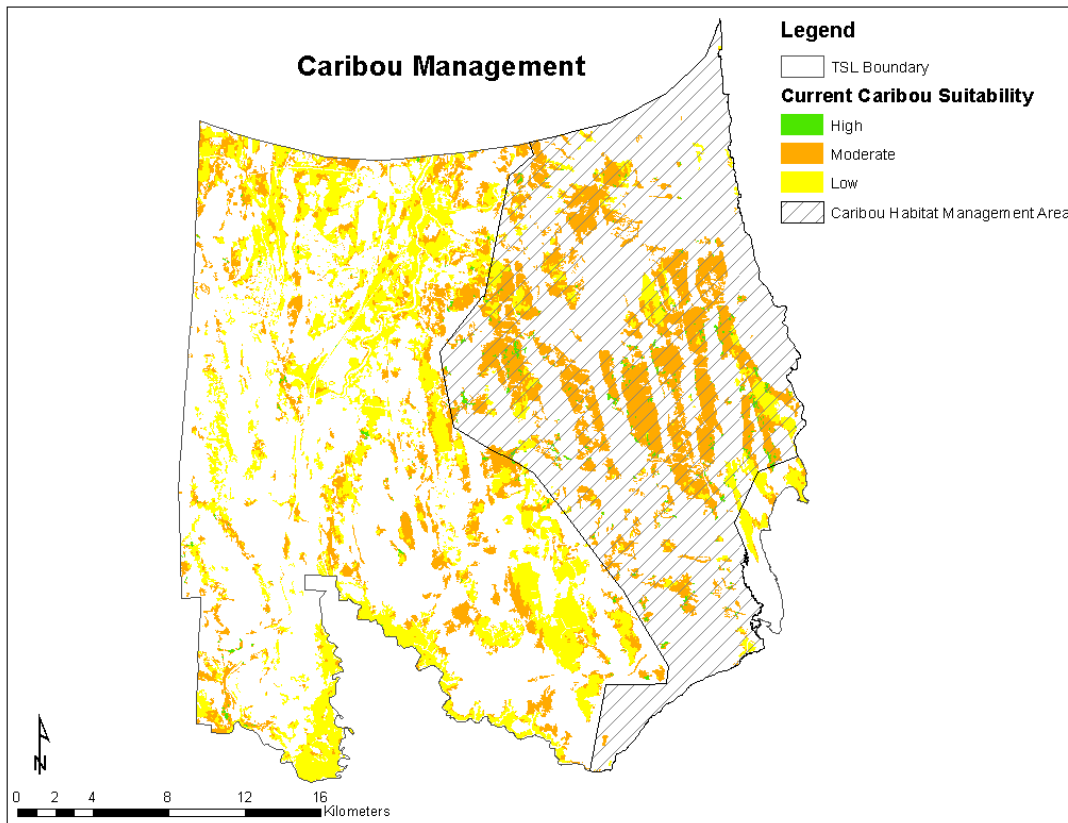 Caribou Management
Legend
TSL Boundary
Current Caribou Suitability
High
Moderate
Low
Caribou Habitat Management Area
N
0 2 4 8 12 16
Kilometers